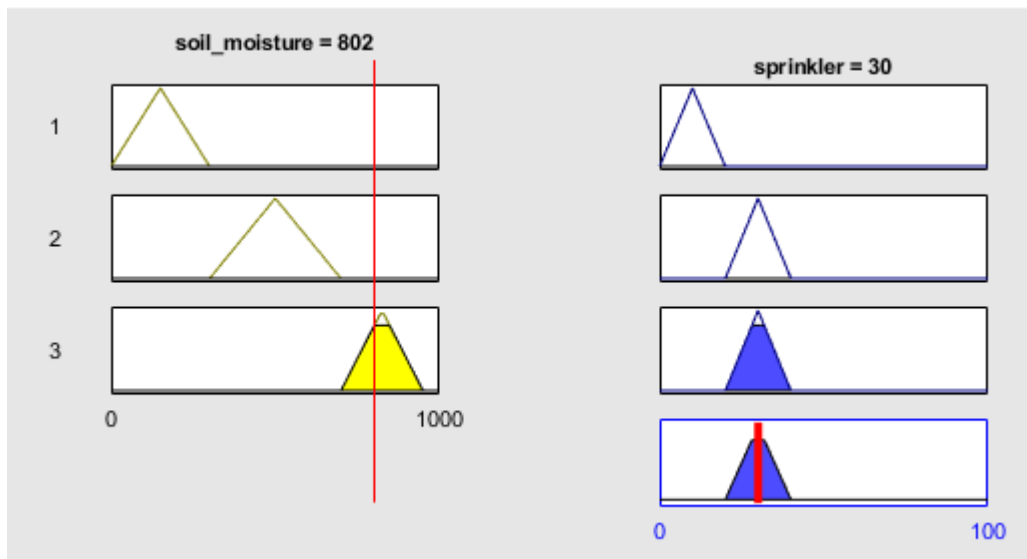 soil_moisture = 802
sprinkler = 30
1
2
3
0 1000
0 100